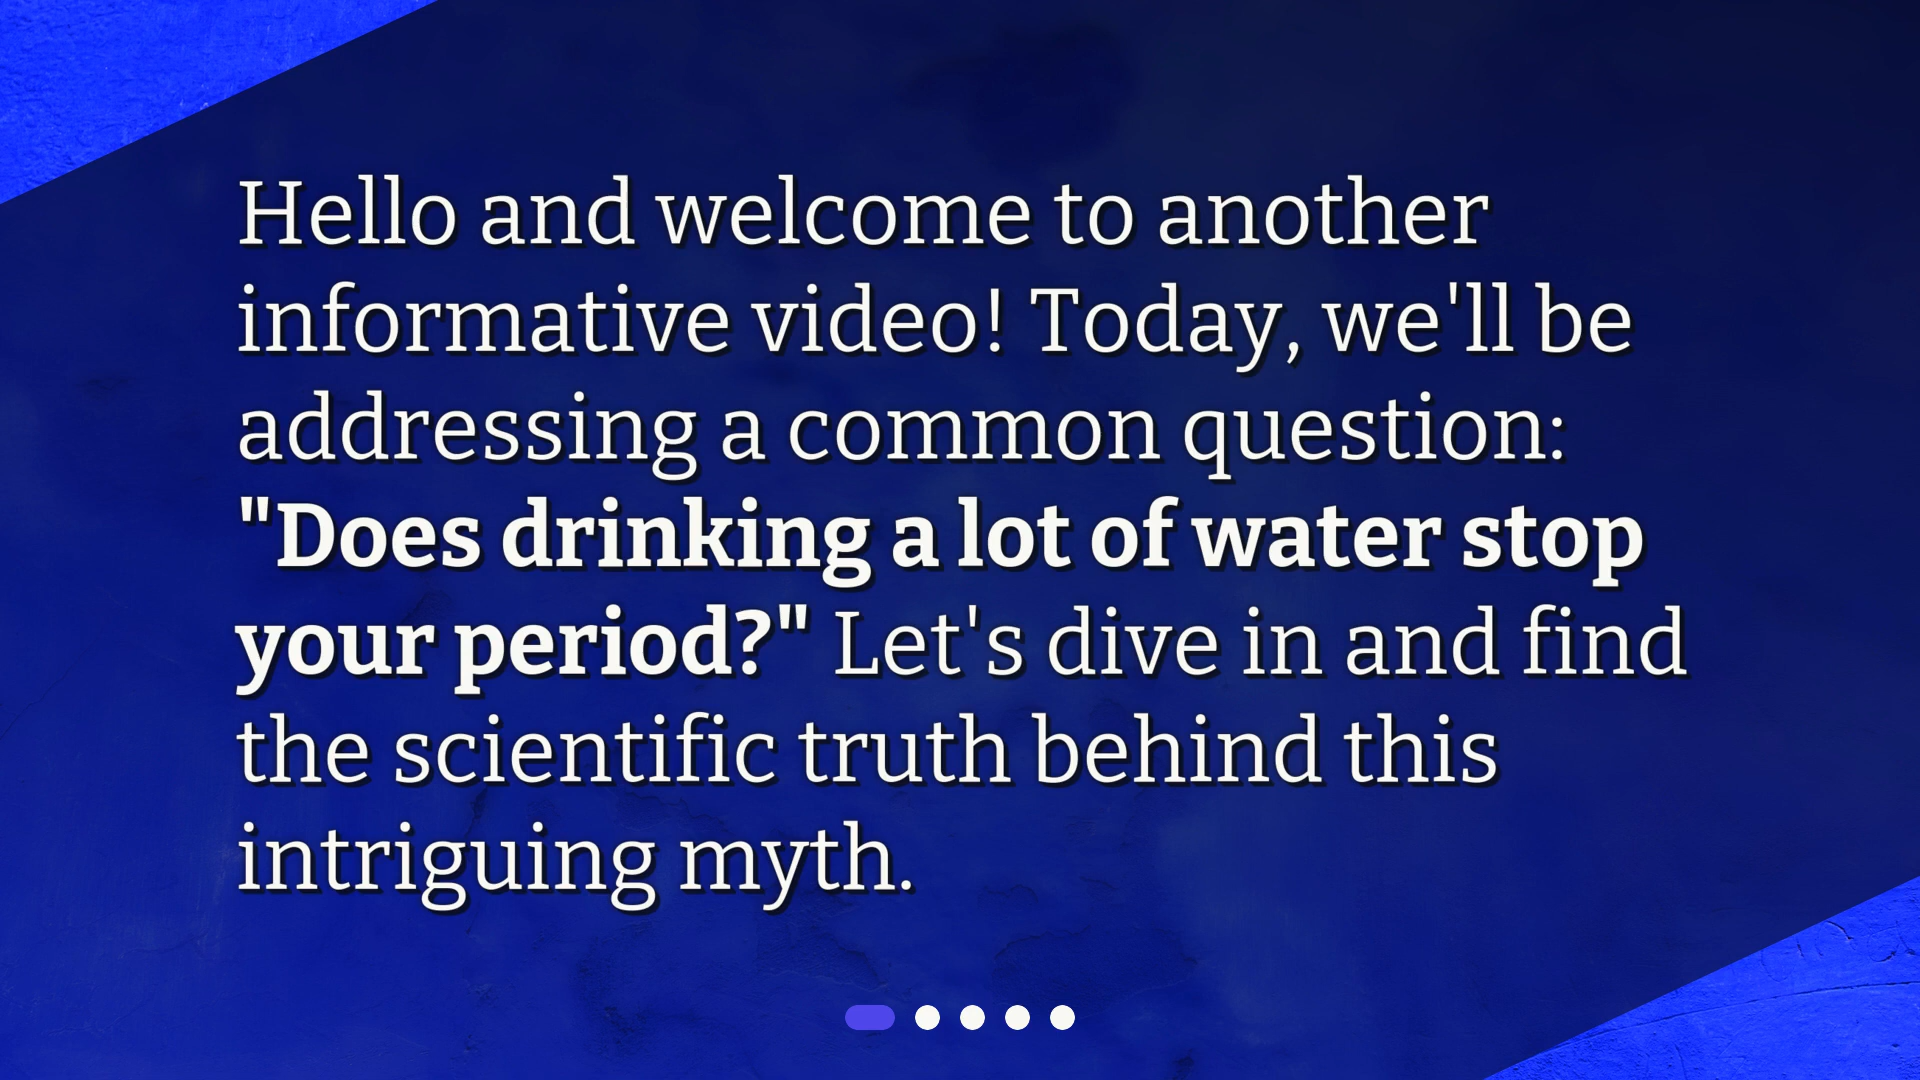 Hello and welcome to another
informative video! Today, we'll be
addressing a common question:
"Does drinking a lot of water stop
your period?" Let's dive in and find
the scientific truth behind this
intriguing myth.